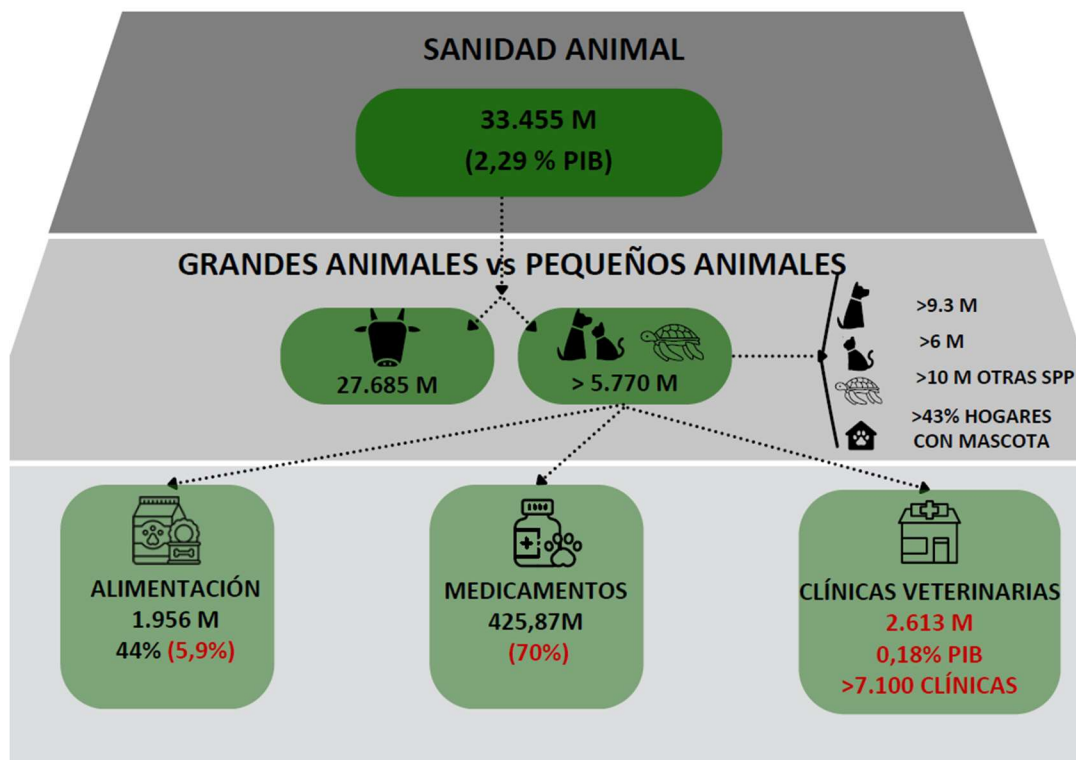 SANIDAD ANIMAL
33.455 M
(2,29 % PIB)
GRANDES ANIMALES vs PEQUEÑOS ANIMALES
27.685 M
> 5.770 M
>9.3 M
>6 M
>10 M OTRAS SPP
>43% HOGARES
CON MASCOTA
ALIMENTACIÓN
1.956 M
44% (5,9%)
MEDICAMENTOS
425,87M
(70%)
CLÍNICAS VETERINARIAS
2.613 M
0,18% PIB
>7.100 CLÍNICAS